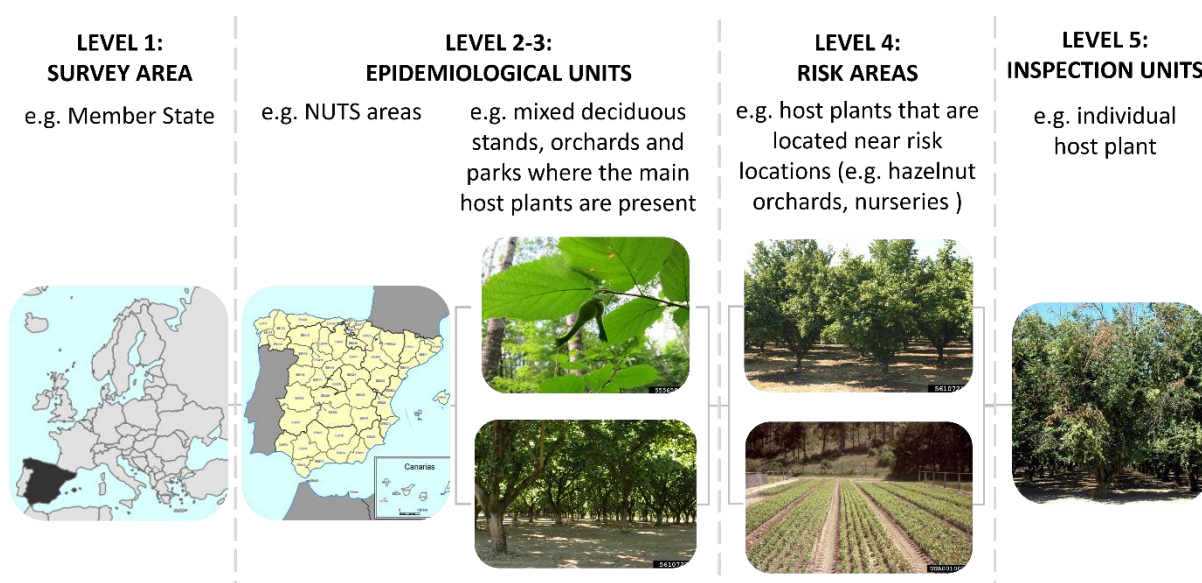 LEVEL 1:
SURVEY AREA
e.g. Member State
LEVEL 2-3:
EPIDEMIOLOGICAL UNITS
e.g. NUTS areas
e.g. mixed deciduous
stands, orchards and
parks where the main
host plants are present
LEVEL 4:
RISK AREAS
e.g. host plants that are
located near risk
locations (e.g. hazelnut
orchards, nurseries )
LEVEL 5:
INSPECTION UNITS
e.g. individual
host plant
Canarias